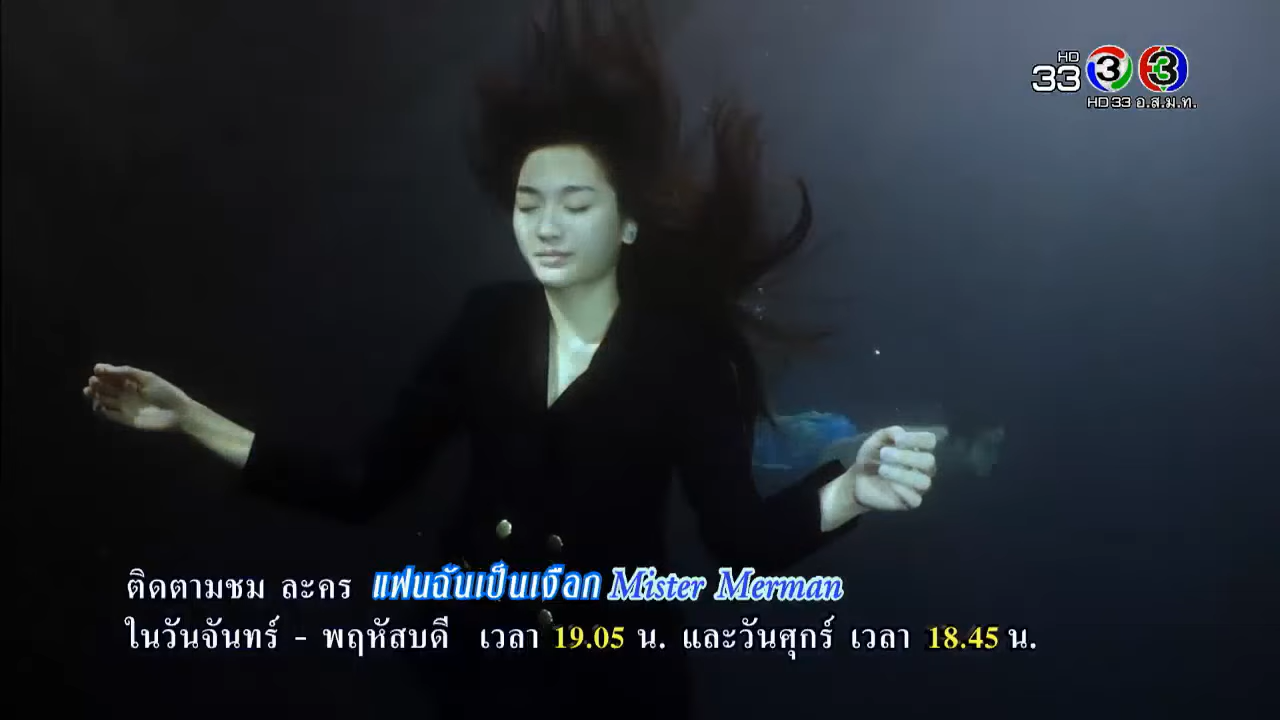 HD
33 3 3
HD 33 อ.ส.ม.ท.
ติดตามชม ละคร แฟนฉันเป็นเงือก Mister Merman
ในวันจันทร์ - พฤหัสบดี เวลา 19.05 น. และวันศุกร์ เวลา 18.45 น.